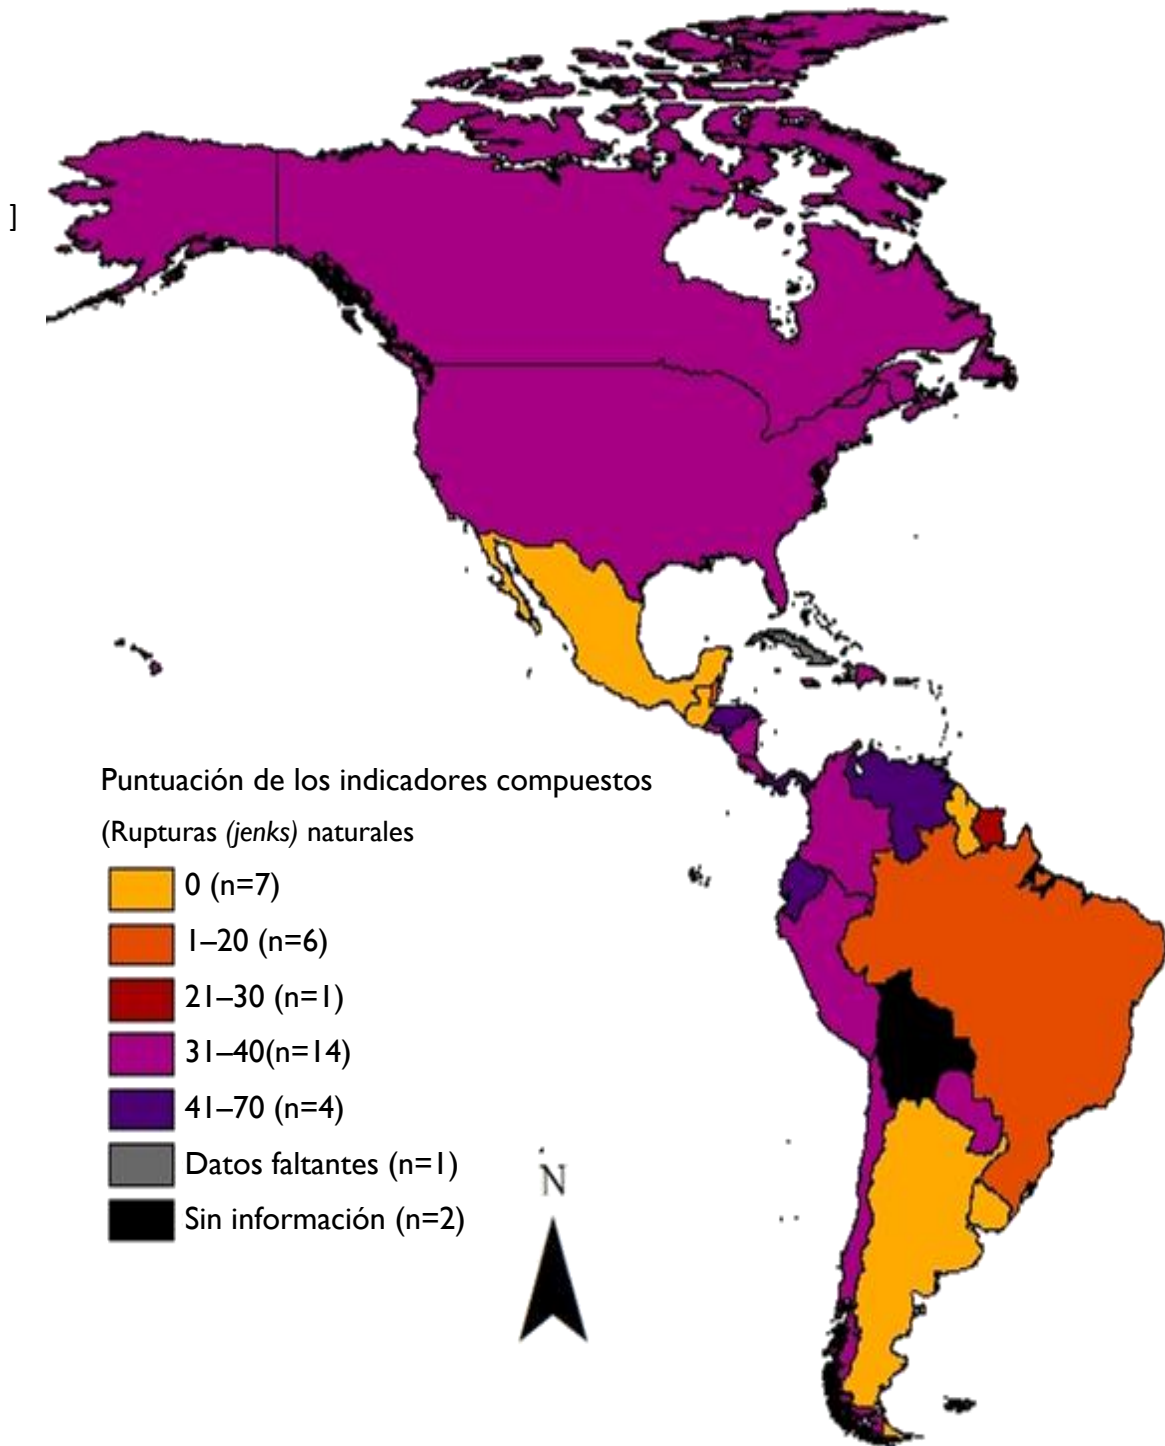 ]
Puntuación de los indicadores compuestos
(Rupturas (jenks) naturales
0 (n=7)
1–20 (n=6)
21–30 (n=1)
31–40(n=14)
41–70 (n=4)
Datos faltantes (n=1)
Sin información (n=2)
N